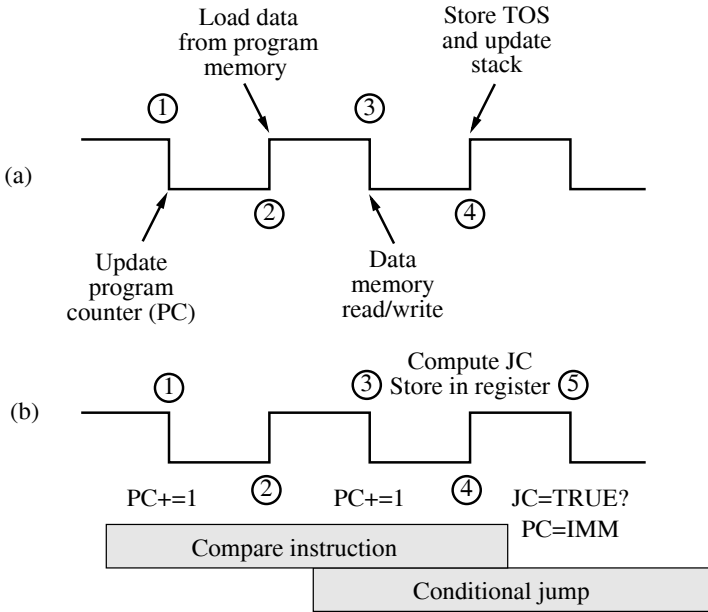 Load data
from program
memory
Store TOS
and update
stack
1
3
(a)
2
4
Update
program
counter (PC)
Data
memory
read/write
Compute JC
Store in register
1
3
5
(b)
PC+=1
2
PC+=1
4
JC=TRUE?
PC=IMM
Compare instruction
Conditional jump